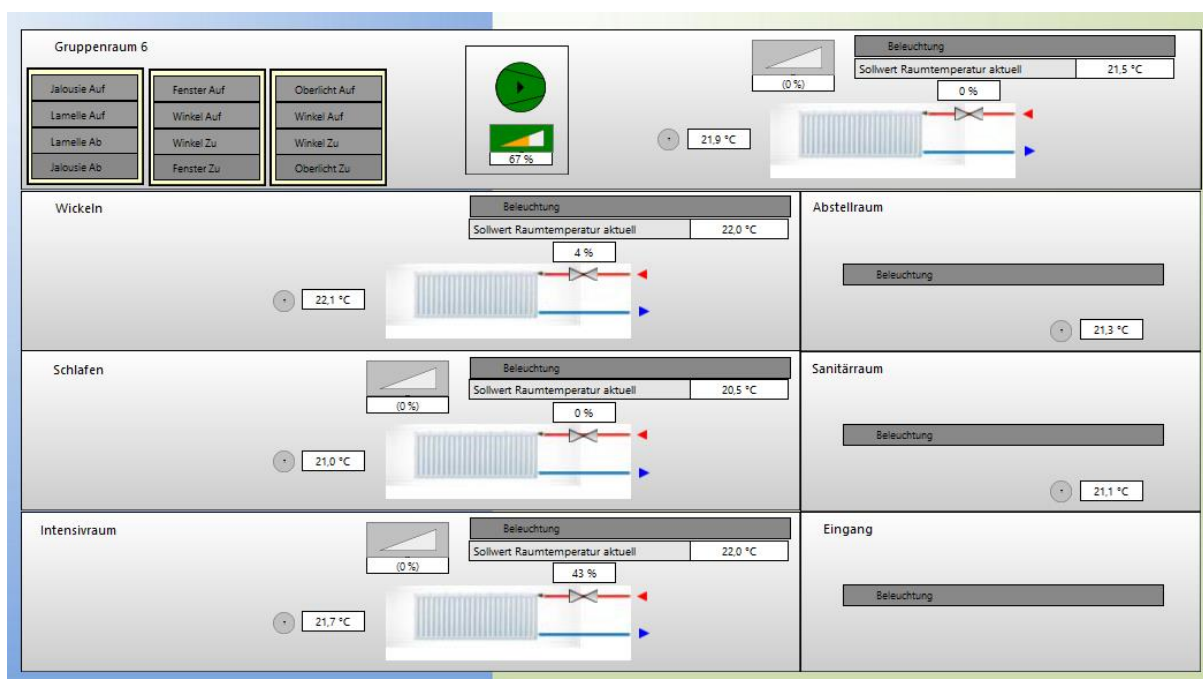 Gruppenraum 6
Jalousie Auf
Lamelle Auf
Lamelle Ab
Jalousie Ab
Fenster Auf
Winkel Auf
Winkel Zu
Fenster Zu
Oberlicht Auf
Winkel Auf
Winkel Zu
Oberlicht Zu
67 %
(0 %)
Beleuchtung
Sollwert Raumtemperatur aktuell 21,5 °C
0 %
21,9 °C
Wickeln
Beleuchtung
Sollwert Raumtemperatur aktuell 22,0 °C
4 %
22,1 °C
Abstellraum
Beleuchtung
21,3 °C
Schlafen
(0 %)
Beleuchtung
Sollwert Raumtemperatur aktuell 20,5 °C
0 %
21,0 °C
Sanitärraum
Beleuchtung
21,1 °C
Intensivraum
(0 %)
Beleuchtung
Sollwert Raumtemperatur aktuell 22,0 °C
43 %
21,7 °C
Eingang
Beleuchtung